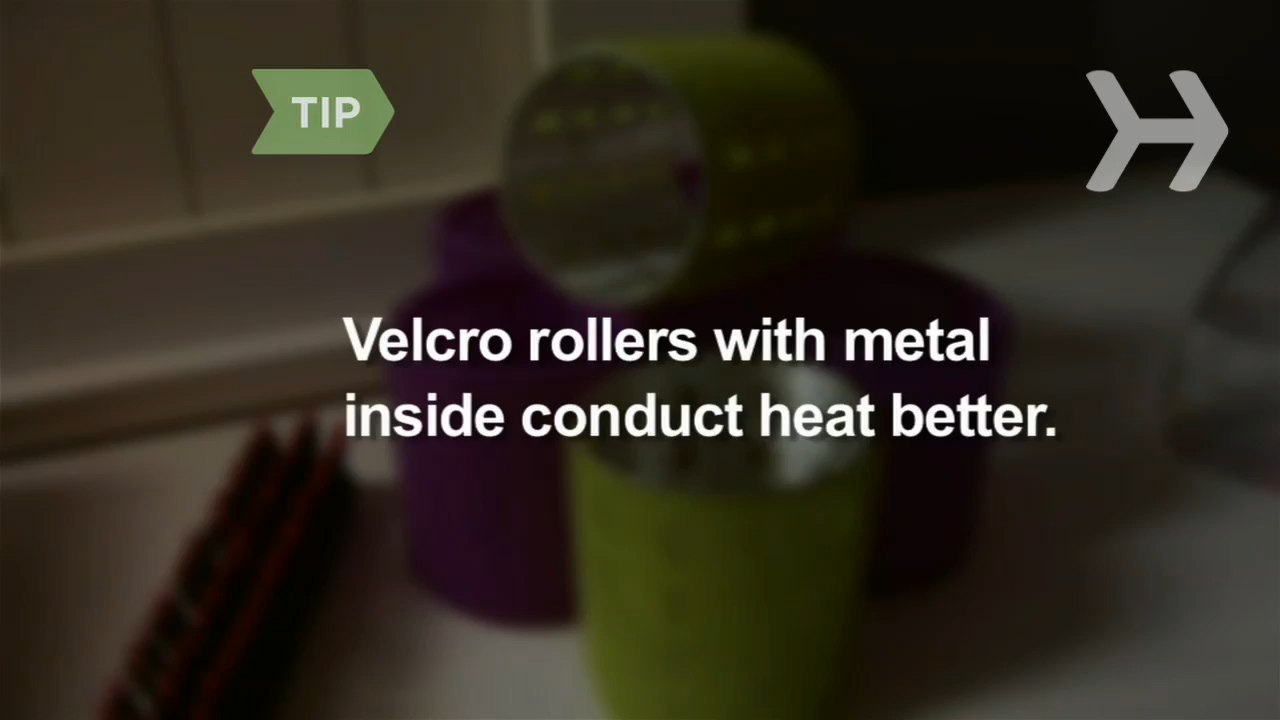 TIP
Velcro rollers with metal
inside conduct heat better.